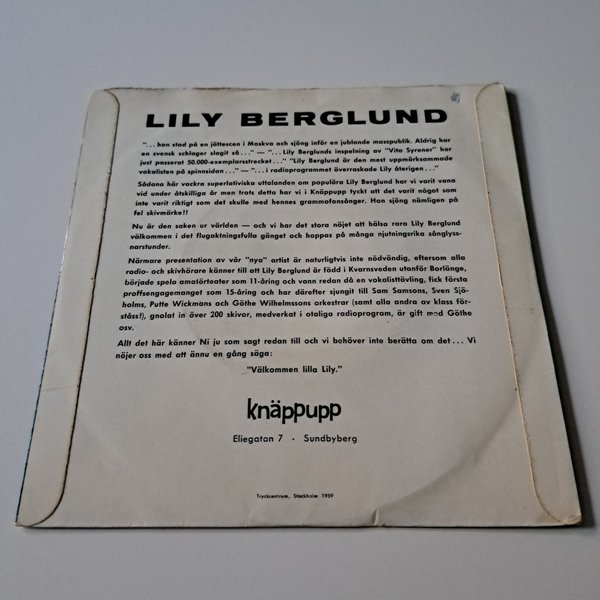 LILY BERGLUND
"... hon stod på en jättescen i Moskva och sjöng inför en jublande masspublik. Aldrig har
en svensk schlager slagit så ..." — "... Lily Berglunds inspelning av "Vita Syrener" har
just passerat 50.000-exemplarsstrecket ..." "Lily Berglund är den mest uppmärksammade
vokalisten på spinnsidan ..." — "... i radioprogrammet överraskade Lily återigen ..."
Sådana här vackra superlativiska uttalanden om populära Lily Berglund har vi varit vana
vid under åtskilliga år men trots detta har vi i Knäppupp tyckt att det varit något som
inte varit riktigt som det skulle med hennes grammofonsånger. Hon sjöng nämligen på
fel skivmärke!!
Nu är den saken ur världen — och vi har det stora nöjet att hälsa rara Lily Berglund
välkommen i det flugaktningsfulla gänget och hoppas på många njutningsrika sånglyss-
narstunder.
Närmare presentation av vår "nya" artist är naturligtvis inte nödvändig, eftersom alla
radio- och skivhörare känner till att Lily Berglund är född i Kvarnsveden utanför Borlänge,
började spela amatörteater som 11-åring och vann redan då en vokalisttävling, fick första
proffsengagemanget som 15-åring och har därefter sjungit till Sam Samsons, Sven Sjö-
holms, Putte Wickmans och Göthe Wilhelmssons orkestrar (samt alla andra av klass för-
ståss!), gnolat in över 200 skivor, medverkat i otaliga radioprogram, är gift med Göthe
osv.
Allt det här känner Ni ju som sagt redan till och vi behöver inte berätta om det ... Vi
nöjer oss med att ännu en gång säga:
"Välkommen lilla Lily."
knäppupp
Eliegatan 7 · Sundbyberg
Tryckcentrum, Stockholm 1959